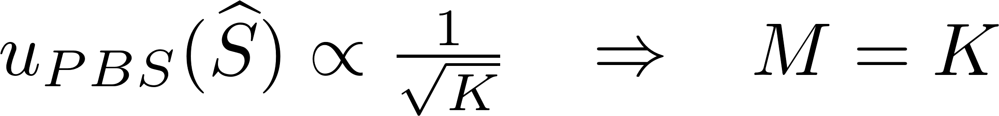 $u_{PBS}(\widehat{S}) \propto \frac{1}{\sqrt{K}} \quad \Rightarrow \quad M = K$